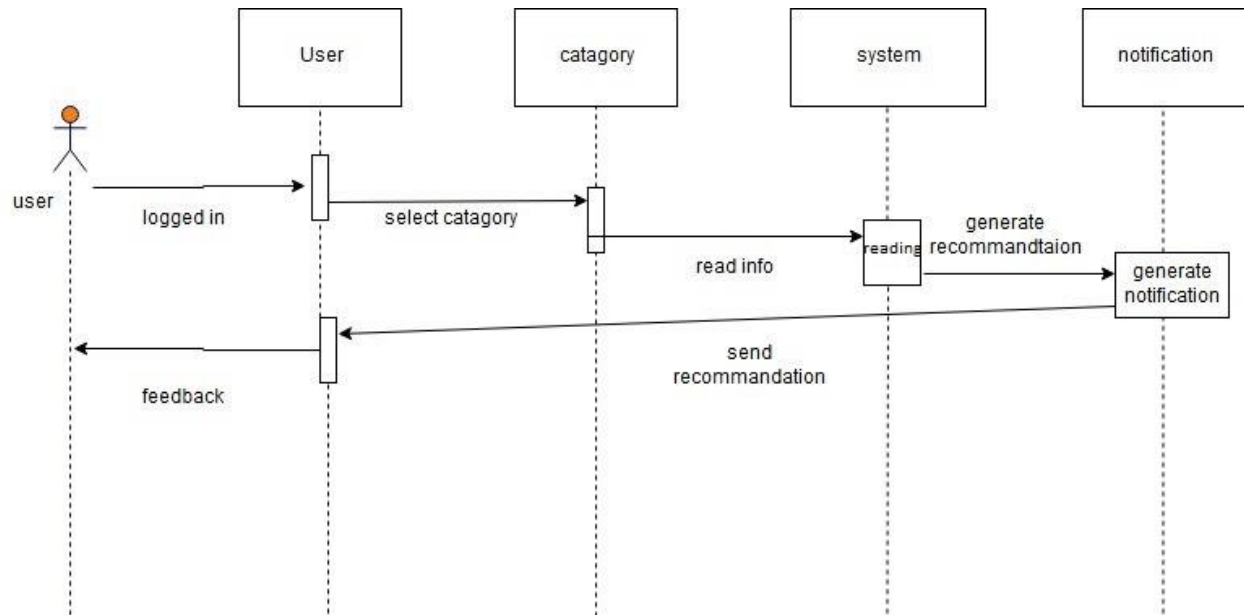 User
catagory
system
notification
user
logged in
select catagory
read info
reading
generate
recommandtaion
generate
notification
send
recommandation
feedback